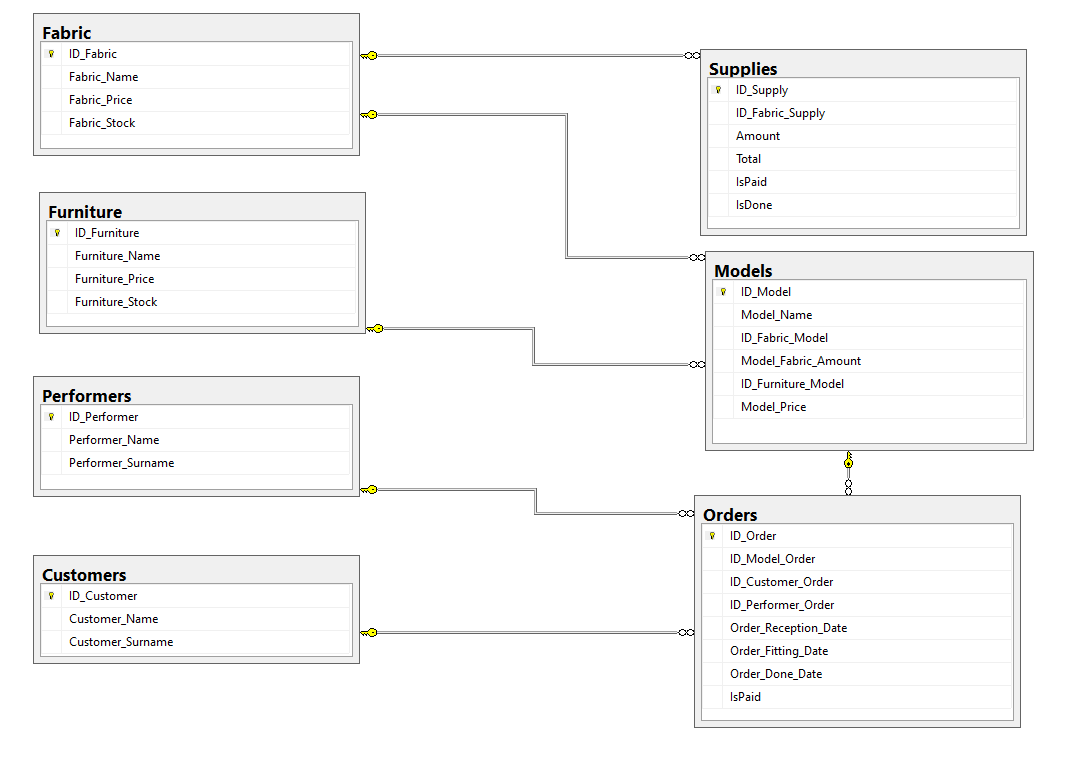 Fabric
ID_Fabric
Fabric_Name
Fabric_Price
Fabric_Stock
Supplies
ID_Supply
ID_Fabric_Supply
Amount
Total
IsPaid
IsDone
Furniture
ID_Furniture
Furniture_Name
Furniture_Price
Furniture_Stock
Models
ID_Model
Model_Name
ID_Fabric_Model
Model_Fabric_Amount
ID_Furniture_Model
Model_Price
Performers
ID_Performer
Performer_Name
Performer_Surname
Orders
ID_Order
ID_Model_Order
ID_Customer_Order
ID_Performer_Order
Order_Reception_Date
Order_Fitting_Date
Order_Done_Date
IsPaid
Customers
ID_Customer
Customer_Name
Customer_Surname